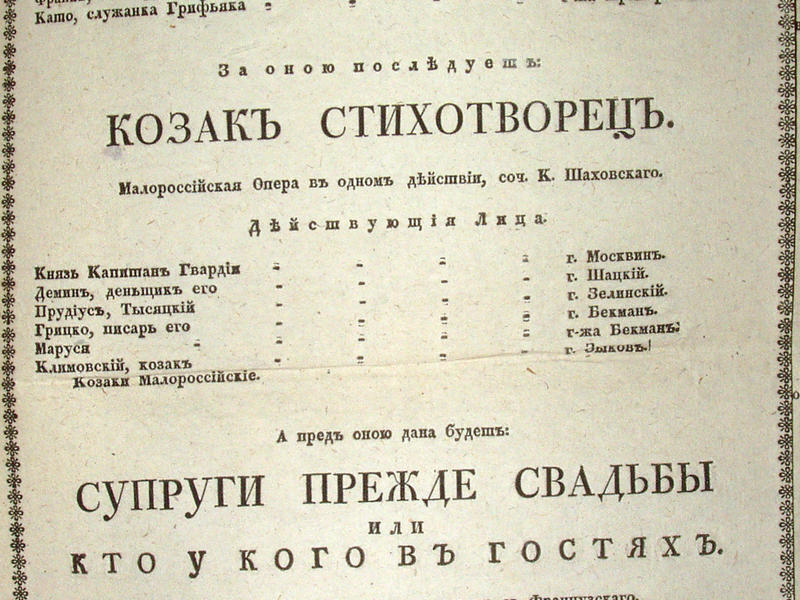 Като, служанка Грифьяка
За оною послѣдуетъ:
КОЗАКЪ СТИХОТВОРЕЦЪ.
Малороссійская Опера въ одномъ дѣйствіи, соч. К. Шаховскаго.
Дѣйствующія Лица.
Князь Капитанъ Гвардіи - - - - г. Москвинъ.
Деминъ, деньщикъ его - - - - г. Шацкій.
Прудіусъ, Тысяцкій - - - - г. Зелинскій.
Грицко, писарь его - - - - г. Бекманъ.
Маруся - - - - - г-жа Бекманъ.
Климовскій, козакъ - - - г. Зыковъ.
Козаки Малороссійскіе.
А предъ оною дана будетъ:
СУПРУГИ ПРЕЖДЕ СВАДЬБЫ
ИЛИ
КТО У КОГО ВЪ ГОСТЯХЪ.
Французскаго.